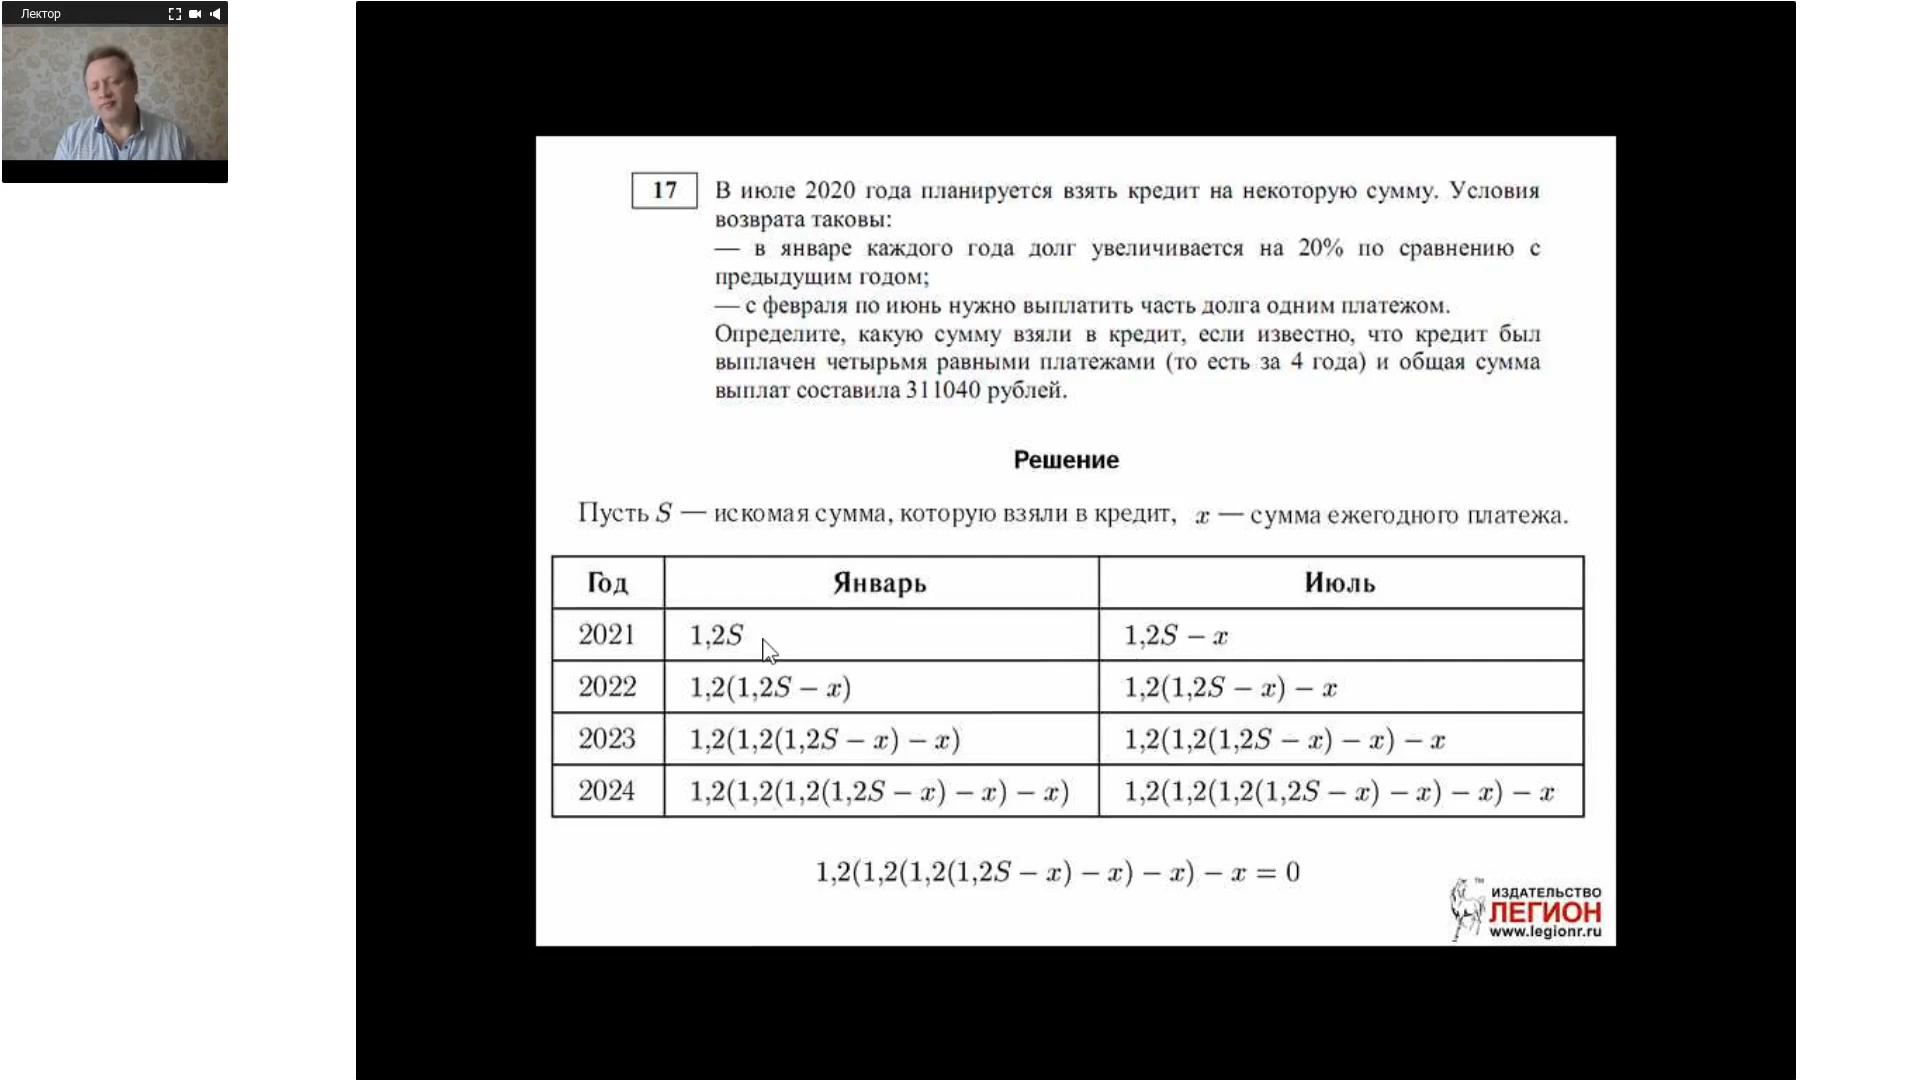 Лектор
17 В июле 2020 года планируется взять кредит на некоторую сумму. Условия
возврата таковы:
— в январе каждого года долг увеличивается на 20% по сравнению с
предыдущим годом;
— с февраля по июнь нужно выплатить часть долга одним платежом.
Определите, какую сумму взяли в кредит, если известно, что кредит был
выплачен четырьмя равными платежами (то есть за 4 года) и общая сумма
выплат составила 311040 рублей.
Решение
Пусть S — искомая сумма, которую взяли в кредит, x — сумма ежегодного платежа.
Год Январь Июль
2021 1,2S 1,2S − x
2022 1,2(1,2S − x) 1,2(1,2S − x) − x
2023 1,2(1,2(1,2S − x) − x) 1,2(1,2(1,2S − x) − x) − x
2024 1,2(1,2(1,2(1,2S − x) − x) − x) 1,2(1,2(1,2(1,2S − x) − x) − x) − x
1,2(1,2(1,2(1,2S − x) − x) − x) − x = 0
TM
ИЗДАТЕЛЬСТВО
ЛЕГИОН
www.legionr.ru